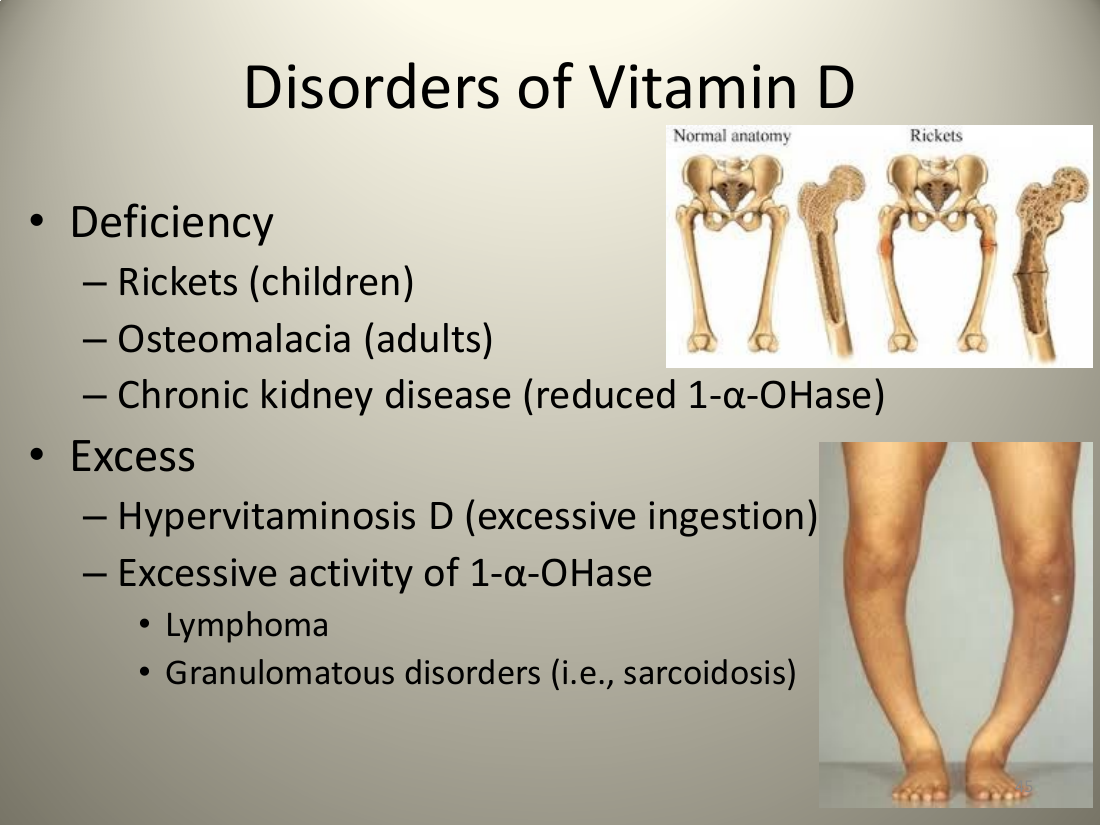 Disorders of Vitamin D
Normal anatomy
Rickets
• Deficiency
– Rickets (children)
– Osteomalacia (adults)
– Chronic kidney disease (reduced 1-α-OHase)
• Excess
– Hypervitaminosis D (excessive ingestion)
– Excessive activity of 1-α-OHase
• Lymphoma
• Granulomatous disorders (i.e., sarcoidosis)